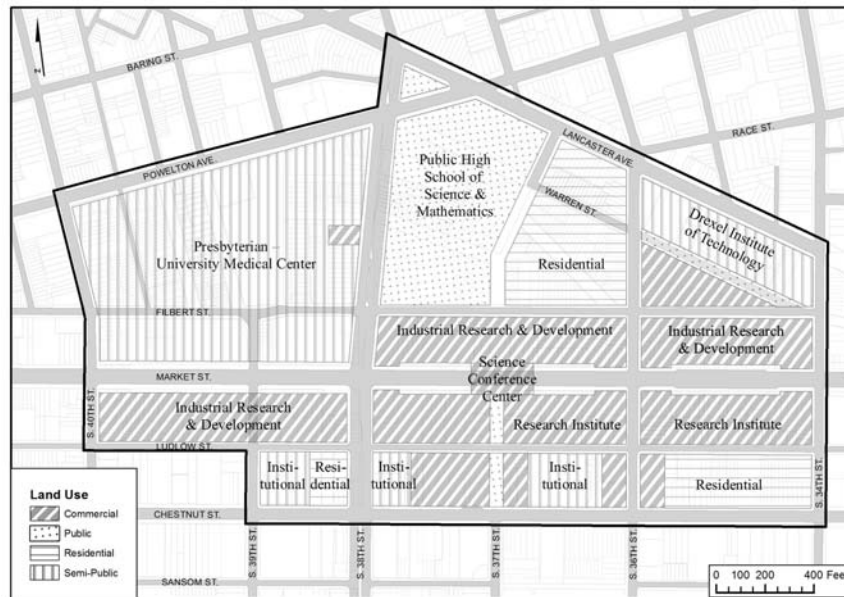 N
BARING ST.
POWELTON AVE.
LANCASTER AVE.
RACE ST.
Public High
School of
Science &
Mathematics
WARREN ST.
Drexel Institute
of Technology
Presbyterian –
University Medical Center
Residential
FILBERT ST.
Industrial Research & Development
Industrial Research
& Development
MARKET ST.
Science
Conference
Center
S. 40TH ST.
Industrial Research
& Development
Research Institute
Research Institute
LUDLOW ST.
Insti-
tutional
Resi-
dential
Insti-
tutional
Insti-
tutional
Residential
S. 34TH ST.
CHESTNUT ST.
S. 39TH ST.
S. 38TH ST.
S. 37TH ST.
S. 36TH ST.
SANSOM ST.
Land Use
Commercial
Public
Residential
Semi-Public
0 100 200 400 Feet